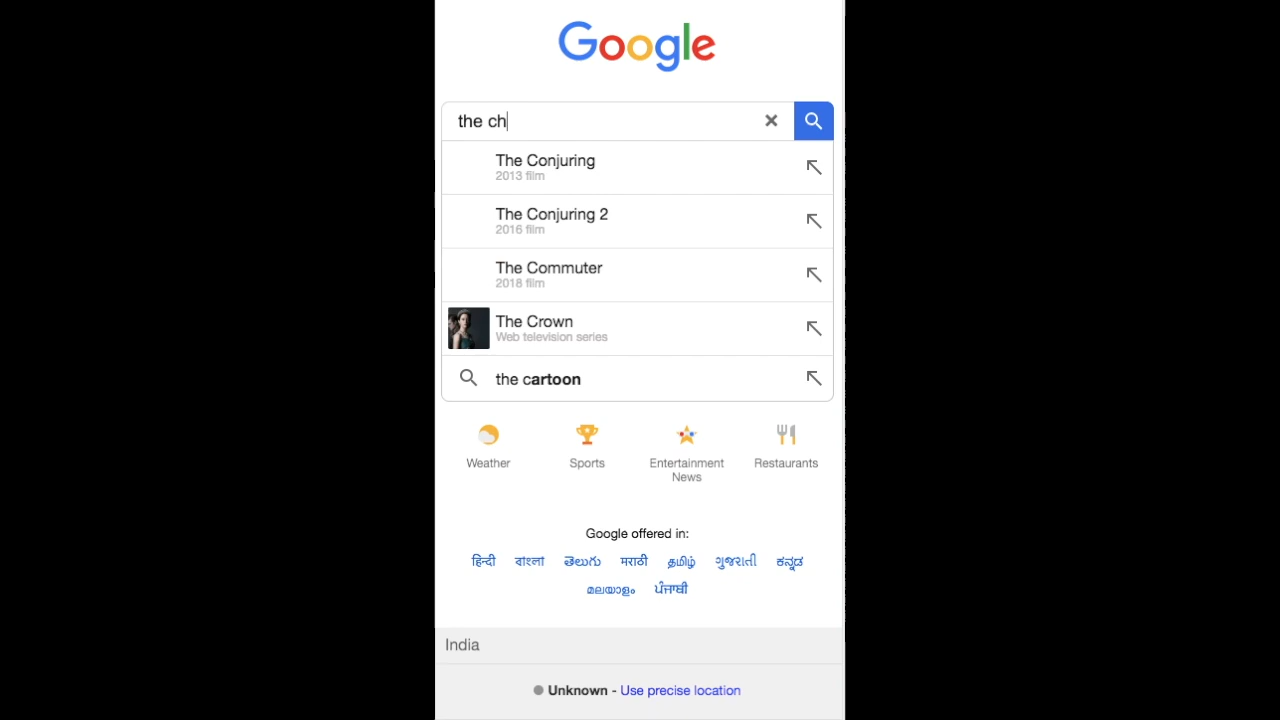 Google
the ch
The Conjuring
2013 film
The Conjuring 2
2016 film
The Commuter
2018 film
The Crown
Web television series
the cartoon
Weather Sports Entertainment News Restaurants
Google offered in:
हिन्दी বাংলা తెలుగు मराठी தமிழ் ગુજરાતી ಕನ್ನಡ
മലയാളം ਪੰਜਾਬੀ
India
Unknown - Use precise location